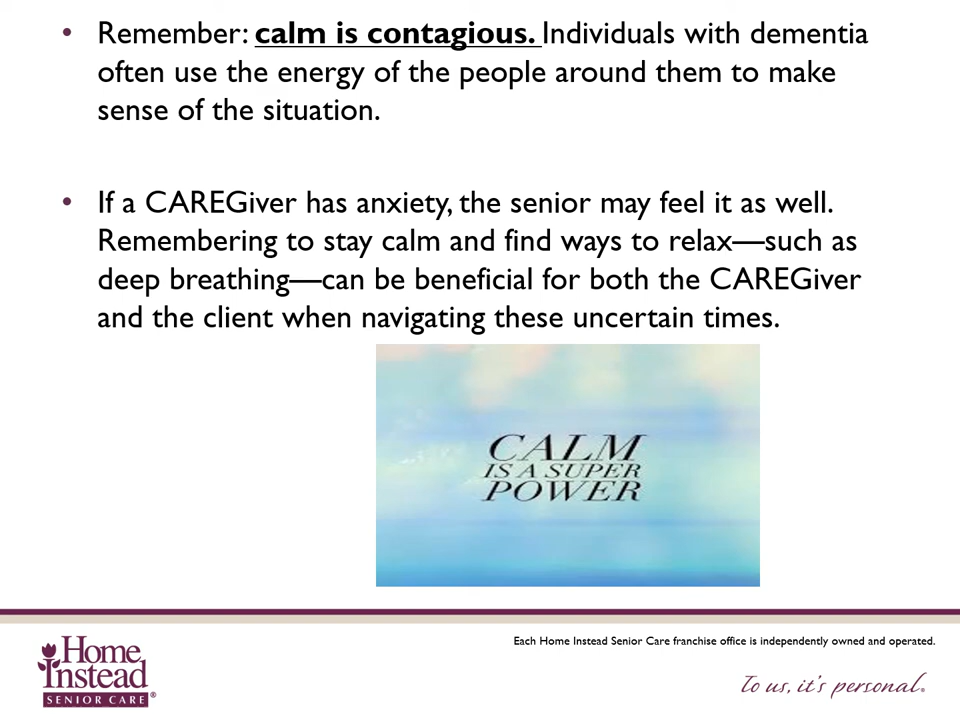 • Remember: calm is contagious. Individuals with dementia
often use the energy of the people around them to make
sense of the situation.
• If a CAREGiver has anxiety, the senior may feel it as well.
Remembering to stay calm and find ways to relax—such as
deep breathing—can be beneficial for both the CAREGiver
and the client when navigating these uncertain times.
CALM
IS A SUPER
POWER
Each Home Instead Senior Care franchise office is independently owned and operated.
Home
Instead
SENIOR CARE®
To us, it's personal.®